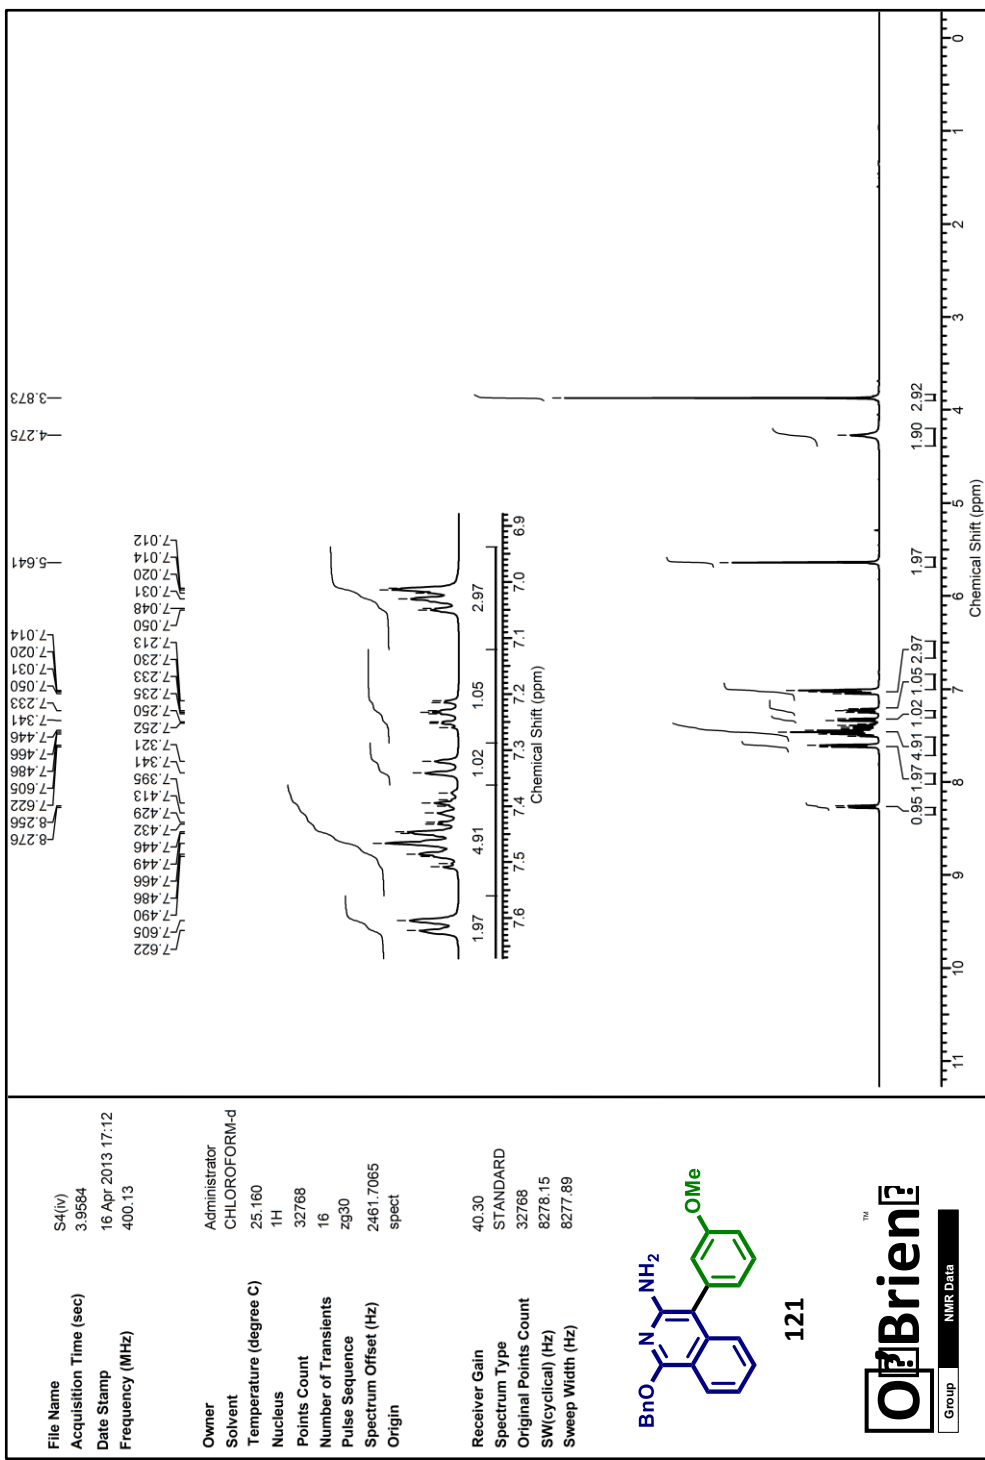 File Name S4(iv)
Acquisition Time (sec) 3.9584
Date Stamp 16 Apr 2013 17:12
Frequency (MHz) 400.13
Owner Administrator
Solvent CHLOROFORM-d
Temperature (degree C) 25.160
Nucleus 1H
Points Count 32768
Number of Transients 16
Pulse Sequence zg30
Spectrum Offset (Hz) 2461.7065
Origin spect
Receiver Gain 40.30
Spectrum Type STANDARD
Original Points Count 32768
SW(cyclical) (Hz) 8278.15
Sweep Width (Hz) 8277.89
BnO
N
NH2
OMe
121
O?Brien?
TM
Group NMR Data
8.276
8.256
7.622
7.605
7.486
7.466
7.446
7.341
7.233
7.050
7.031
7.020
7.014
5.641
4.275
3.873
7.622
7.605
7.490
7.486
7.466
7.449
7.446
7.432
7.429
7.413
7.395
7.341
7.321
7.252
7.250
7.235
7.233
7.230
7.213
7.050
7.048
7.031
7.020
7.014
7.012
1.97 4.91 1.02 1.05 2.97
7.6 7.5 7.4 7.3 7.2 7.1 7.0 6.9
Chemical Shift (ppm)
0.95 1.97 4.91 1.02 1.05 2.97 1.97 1.90 2.92
11 10 9 8 7 6 5 4 3 2 1 0
Chemical Shift (ppm)